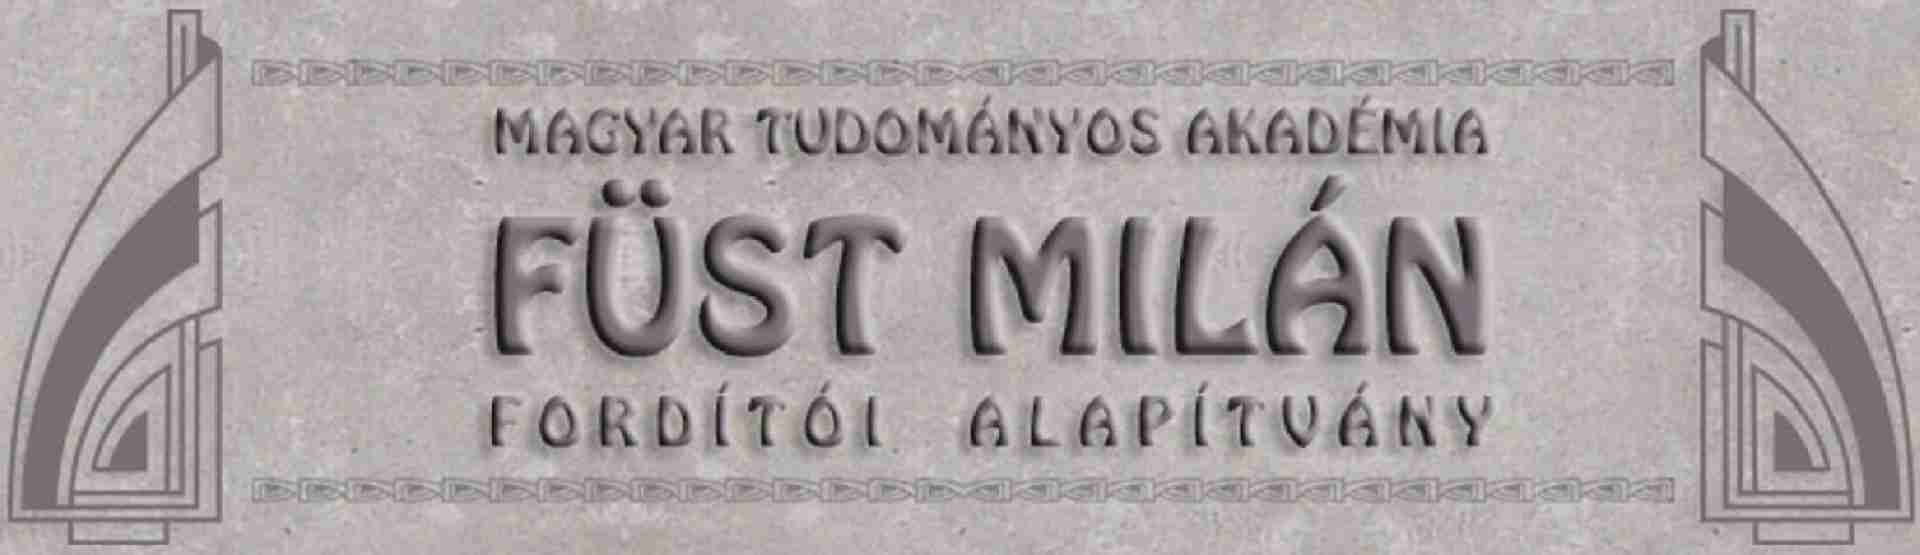 MAGYAR TUDOMÁNYOS AKADÉMIA
FÜST MILÁN
FORDÍTÓI ALAPÍTVÁNY